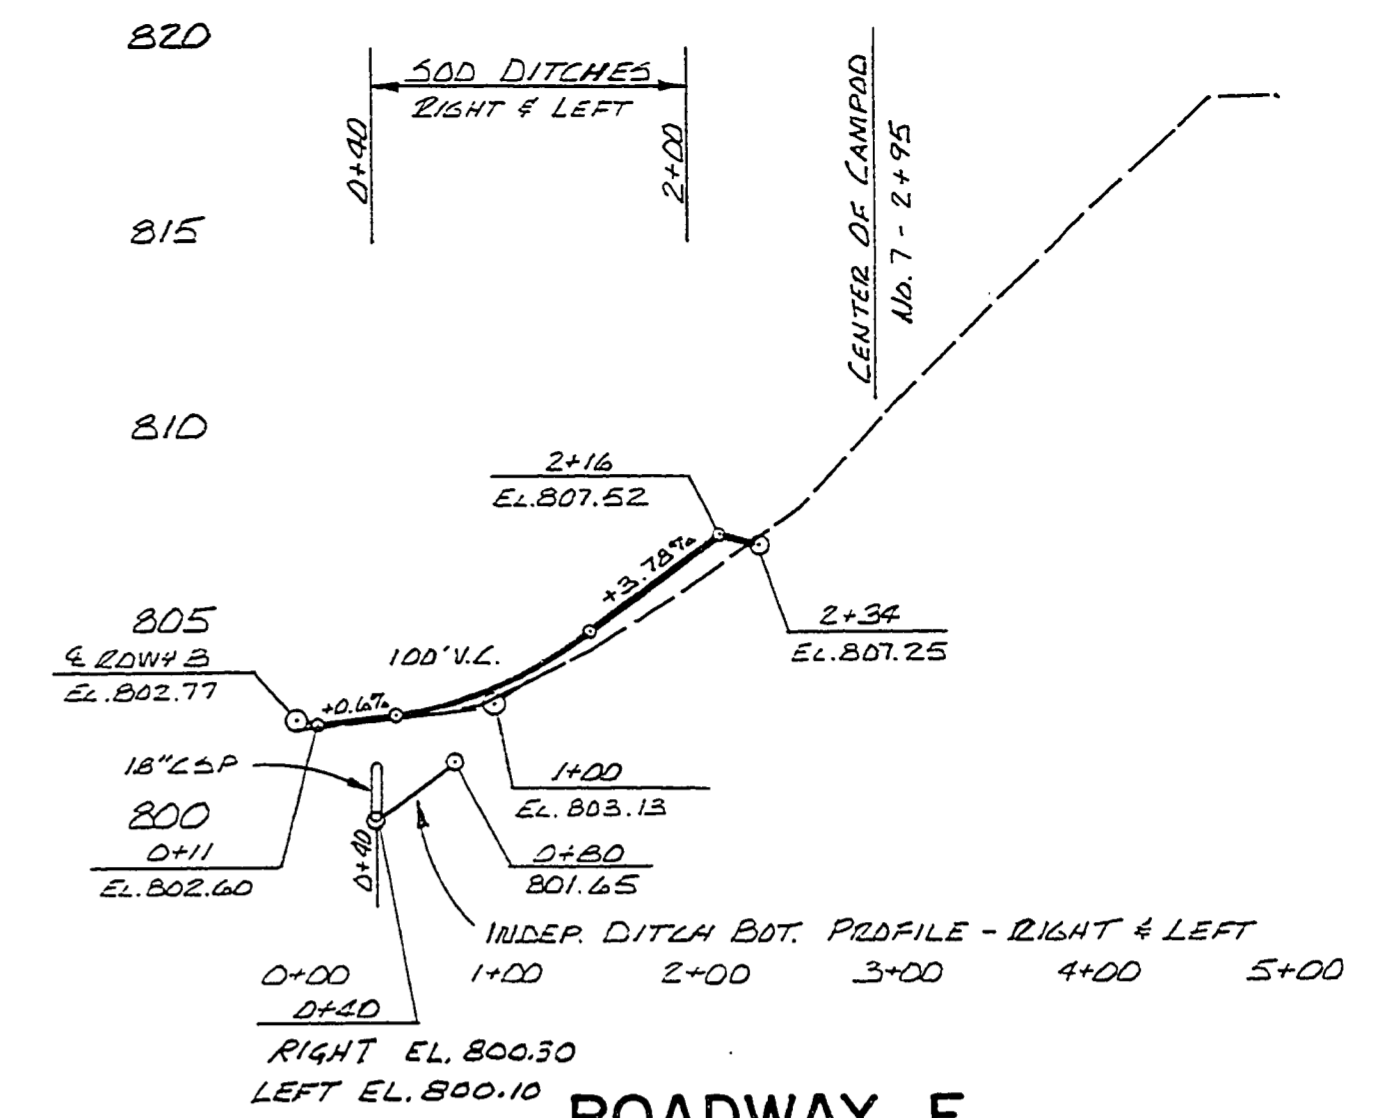 820
SOD DITCHES
RIGHT & LEFT
0+40
2+00
CENTER OF CAMPOD
NO. 7 - 2+95
815
810
2+16
EL.807.52
+3.78%
805
2+34
EL.807.25
℄ RDWY B
EL.802.77
100' V.C.
+0.6%
18" CSP
1+00
EL. 803.13
800
0+11
EL.802.60
0+40
0+80
801.65
INDEP. DITCH BOT. PROFILE - RIGHT & LEFT
0+00 1+00 2+00 3+00 4+00 5+00
0+40
RIGHT EL. 800.30
LEFT EL. 800.10
ROADWAY E